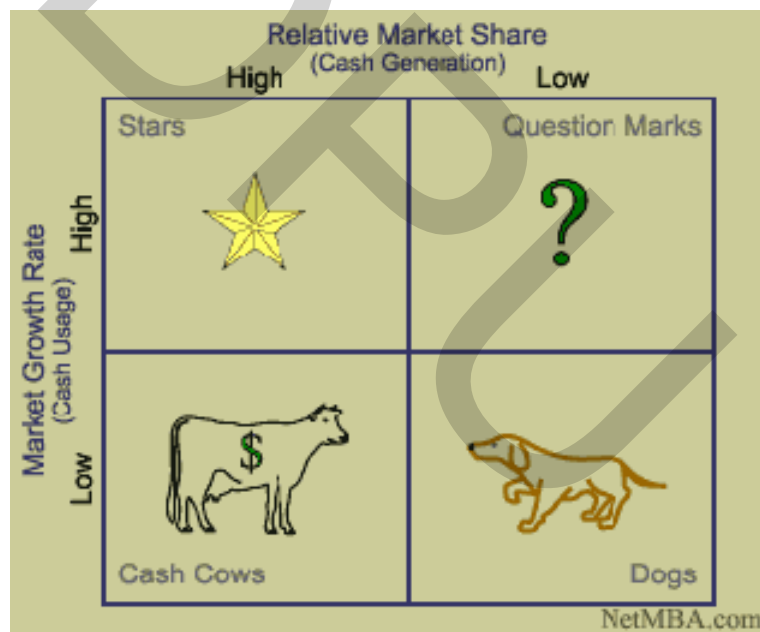 Relative Market Share
(Cash Generation)
High
Low
Stars
Question Marks
Market Growth Rate
(Cash Usage)
High
Low
$
?
Cash Cows
Dogs
NetMBA.com